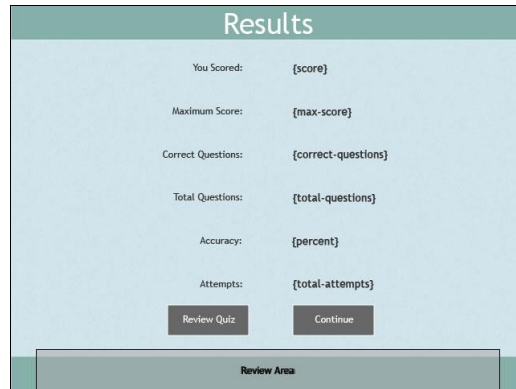 Results
You Scored: {score}
Maximum Score: {max-score}
Correct Questions: {correct-questions}
Total Questions: {total-questions}
Accuracy: {percent}
Attempts: {total-attempts}
Review Quiz Continue
Review Area